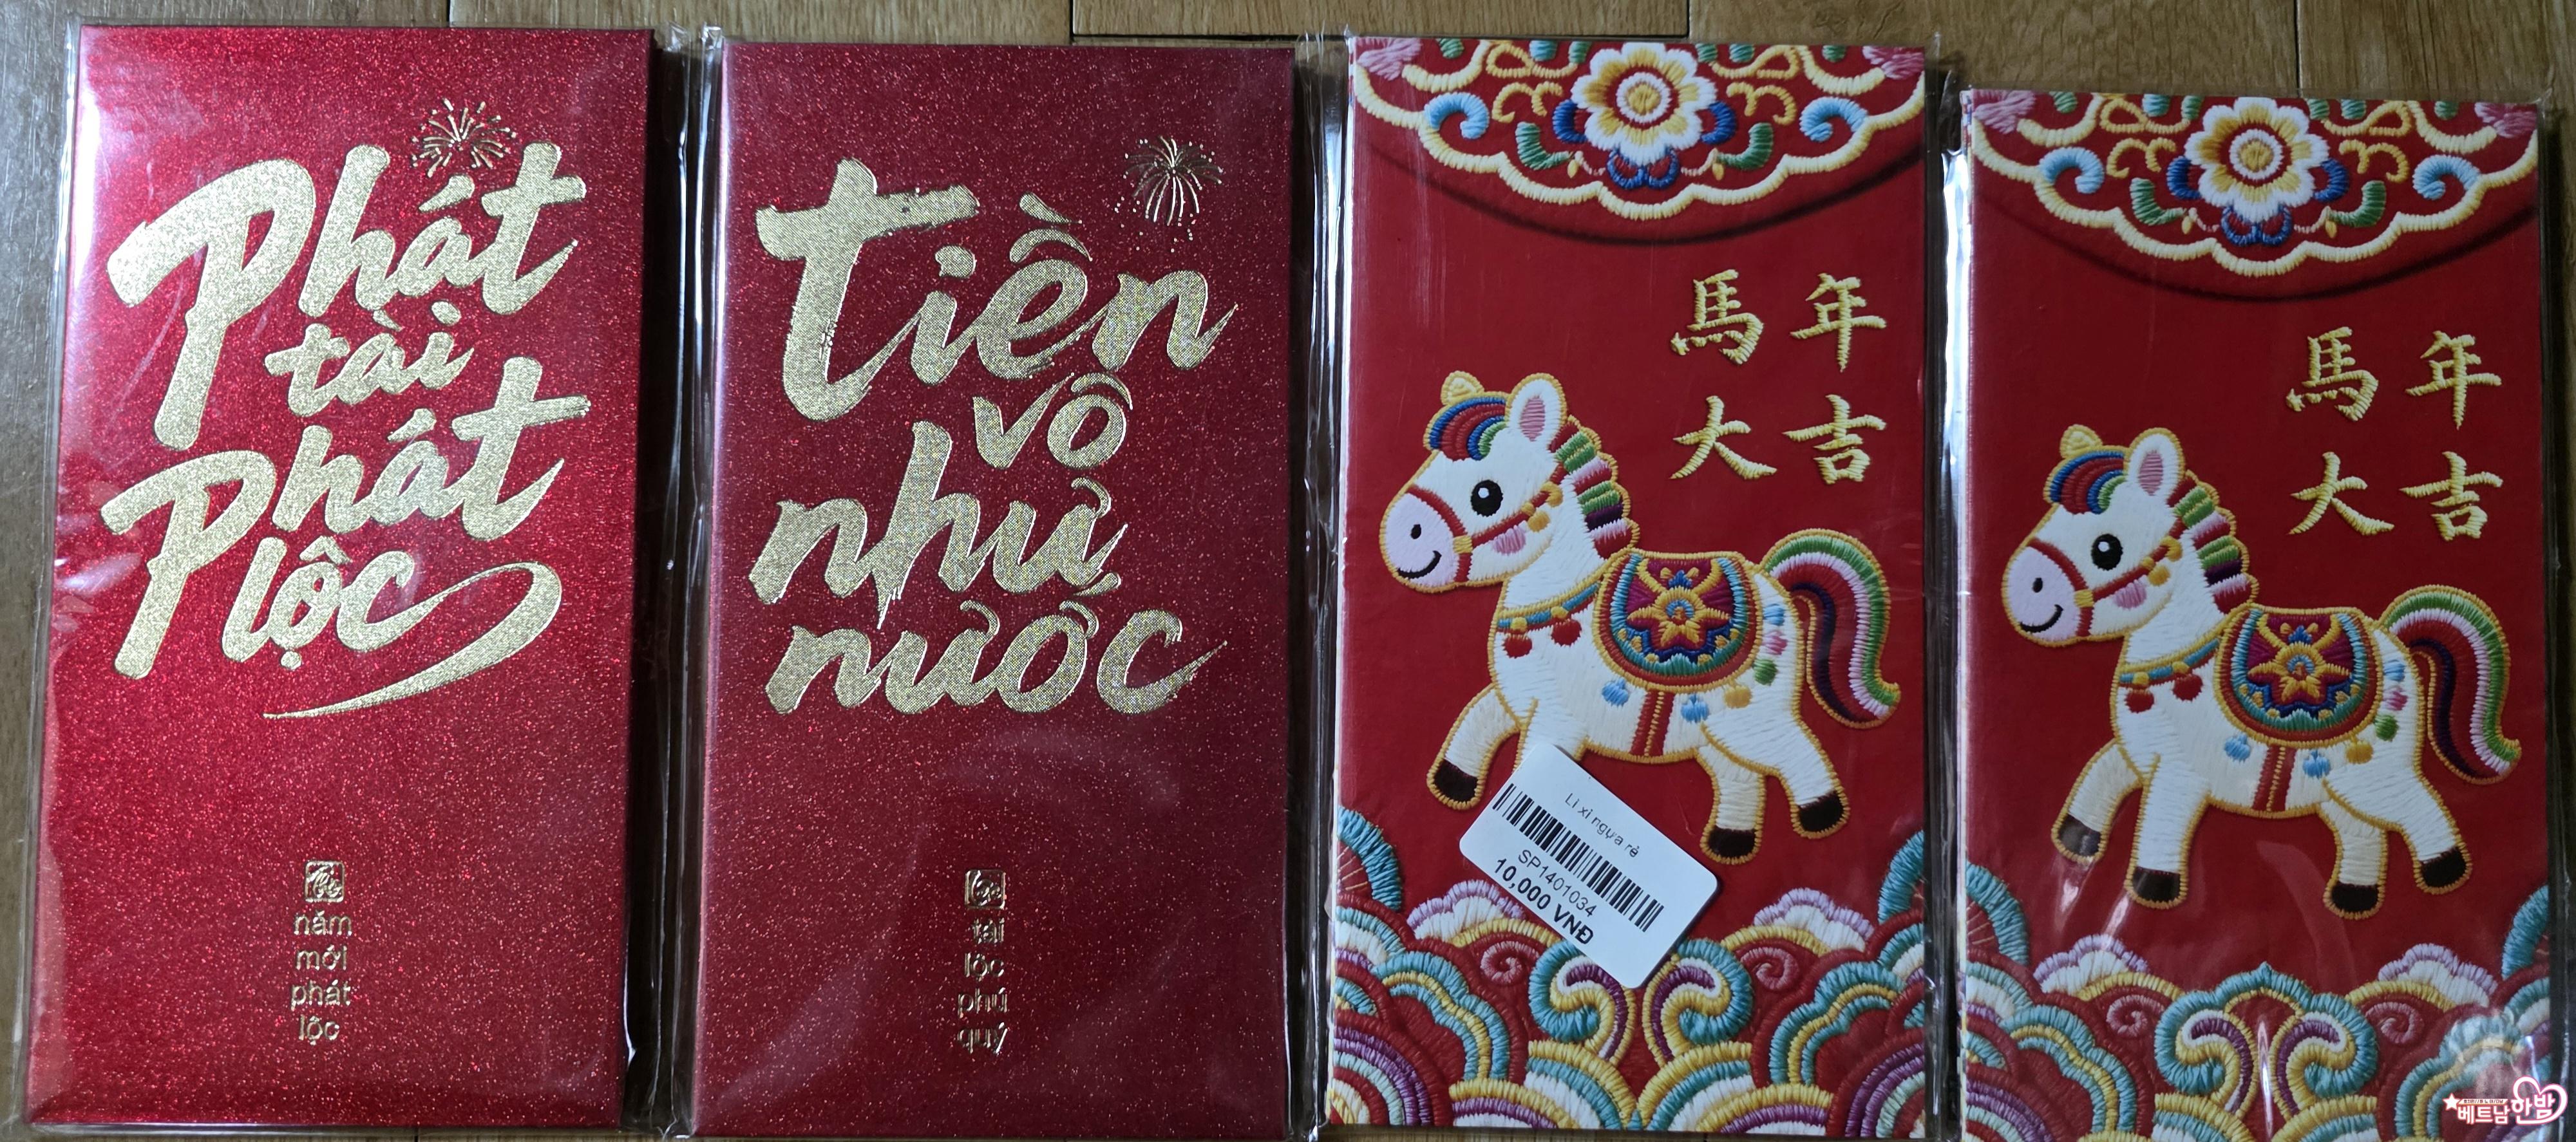 Phát
tài
Phát
lộc
năm
mới
phát
lộc
tiền
vô
như
nước
tài
lộc
phú
quý
馬年
大吉
Lì xì ngựa rẻ
SP1401034
10,000 VNĐ
馬年
大吉
베트남한밤